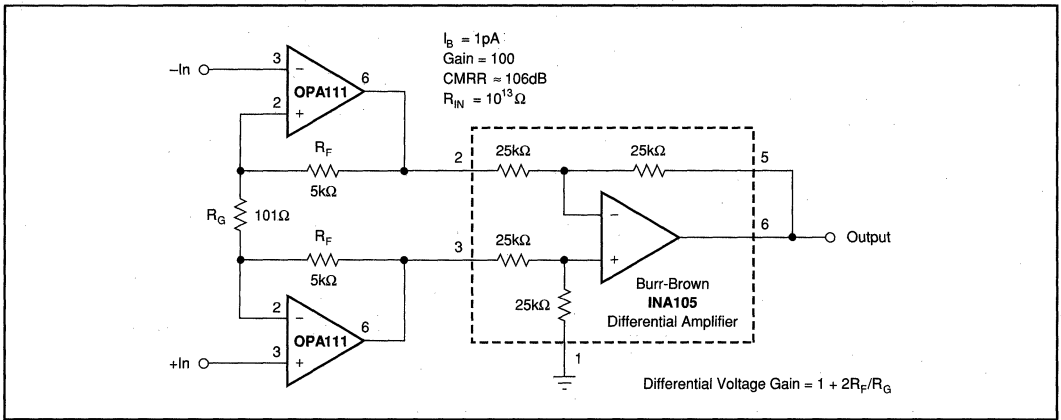 I_B = 1pA
Gain = 100
CMRR ≈ 106dB
R_IN = 10^13 Ω
–In
3
–
6
OPA111
2
+
R_F
5kΩ
R_G
101Ω
R_F
5kΩ
2
–
6
OPA111
3
+
+In
2
25kΩ
25kΩ
5
–
6
Output
3
25kΩ
+
25kΩ
Burr-Brown
INA105
Differential Amplifier
1
Differential Voltage Gain = 1 + 2R_F/R_G